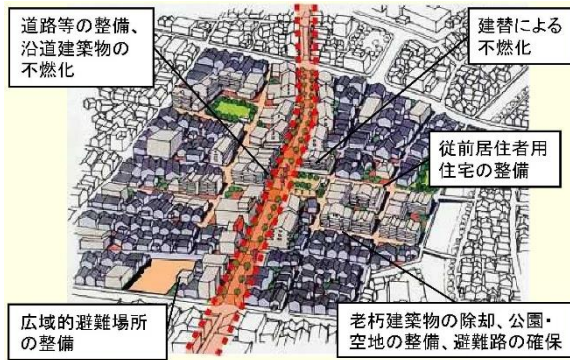 道路等の整備、
沿道建築物の
不燃化
建替による
不燃化
従前居住者用
住宅の整備
広域的避難場所
の整備
老朽建築物の除却、公園・
空地の整備、避難路の確保